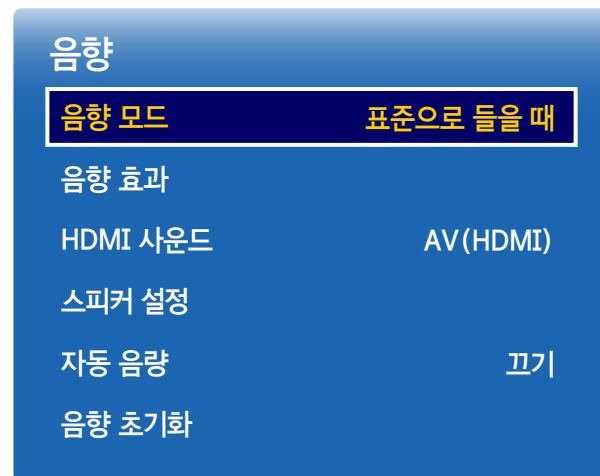 음향
음향 모드 표준으로 들을 때
음향 효과
HDMI 사운드 AV(HDMI)
스피커 설정
자동 음량 끄기
음향 초기화